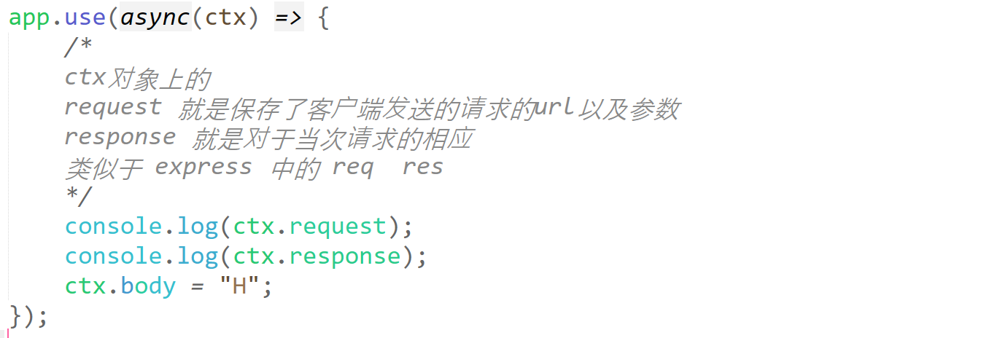 app.use(async(ctx) => {
    /*
    ctx对象上的
    request 就是保存了客户端发送的请求的url以及参数
    response 就是对于当次请求的相应
    类似于 express 中的 req  res
    */
    console.log(ctx.request);
    console.log(ctx.response);
    ctx.body = "H";
});